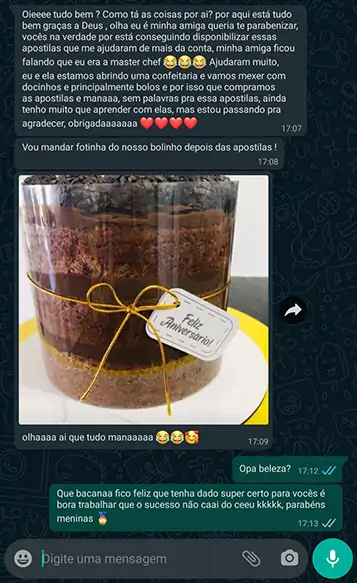 Oieeee tudo bem ? Como tá as coisas por ai? por aqui está tudo
bem graças a Deus , olha eu é minha amiga queria te parabenizar,
vocês na verdade por está conseguindo disponibilizar essas
apostilas que me ajudaram de mais da conta, minha amiga ficou
falando que eu era a master chef 😂😂😂 Ajudaram muito,
eu e ela estamos abrindo uma confeitaria e vamos mexer com
docinhos e principalmente bolos e por isso que compramos
as apostilas e manaaa, sem palavras pra essa apostilas, ainda
tenho muito que aprender com elas, mas estou passando pra
agradecer, obrigadaaaaaaa ❤️❤️❤️❤️
17:07
Vou mandar fotinha do nosso bolinho depois das apostilas !
17:08
Feliz
Aniversário!
olhaaaa ai que tudo manaaaaa 😂😂🥰
17:09
Opa beleza? 17:12
Que bacanaa fico feliz que tenha dado super certo para vocês é
bora trabalhar que o sucesso não caai do ceeu kkkkk, parabéns
meninas 🏅
17:13
Digite uma mensagem